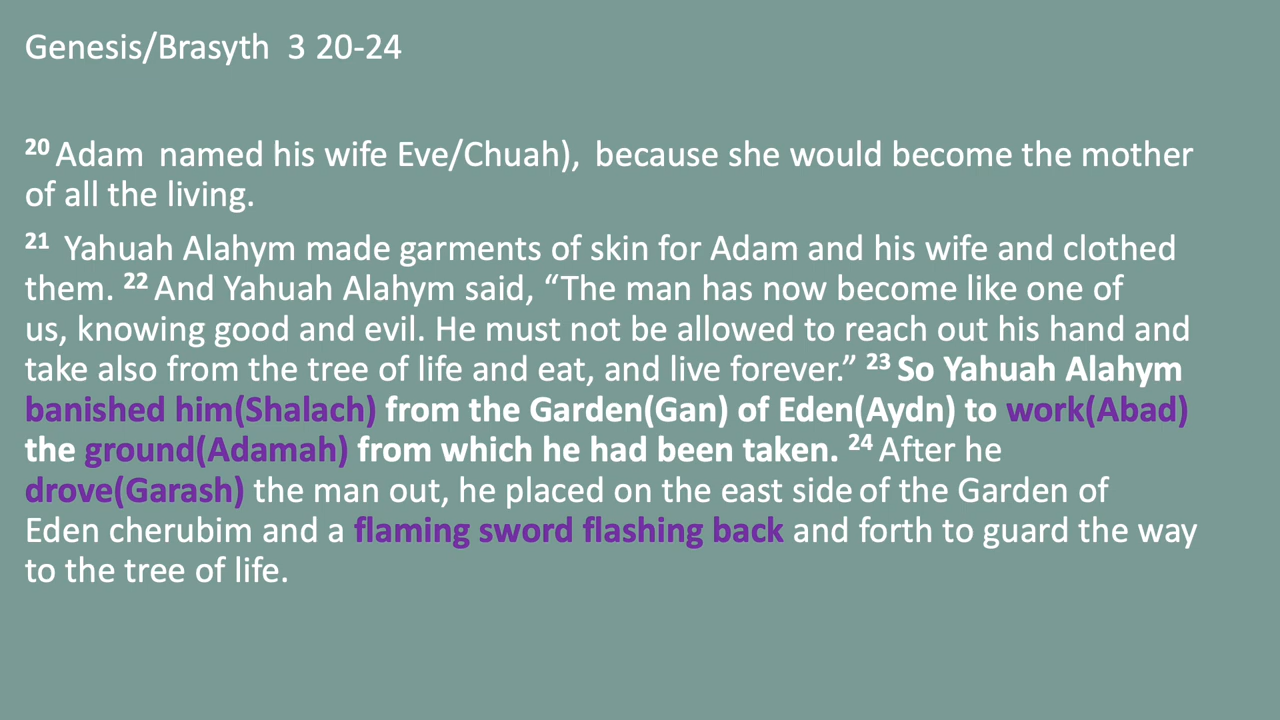 Genesis/Brasyth  3 20-24
20 Adam  named his wife Eve/Chuah),  because she would become the mother
of all the living.
21  Yahuah Alahym made garments of skin for Adam and his wife and clothed
them. 22 And Yahuah Alahym said, “The man has now become like one of
us, knowing good and evil. He must not be allowed to reach out his hand and
take also from the tree of life and eat, and live forever.” 23 So Yahuah Alahym
banished him(Shalach) from the Garden(Gan) of Eden(Aydn) to work(Abad)
the ground(Adamah) from which he had been taken. 24 After he
drove(Garash) the man out, he placed on the east side of the Garden of
Eden cherubim and a flaming sword flashing back and forth to guard the way
to the tree of life.